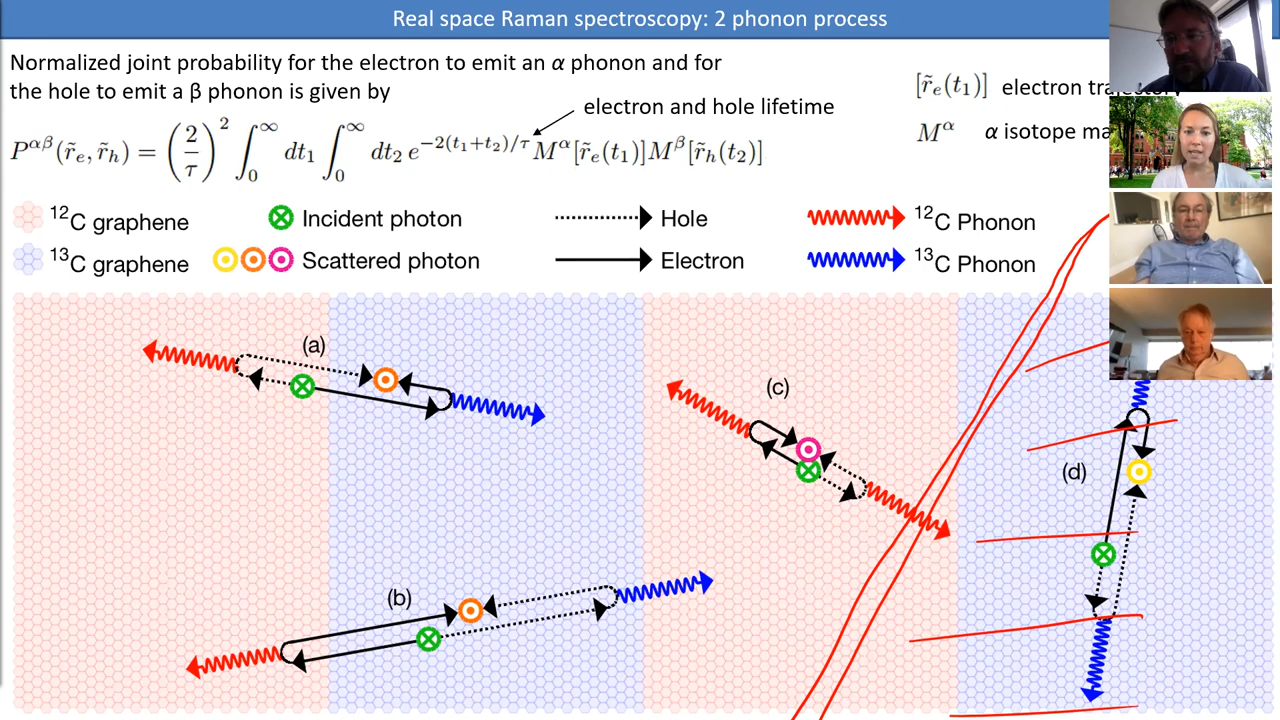 Real space Raman spectroscopy: 2 phonon process
Normalized joint probability for the electron to emit an α phonon and for
the hole to emit a β phonon is given by
electron and hole lifetime
P^{αβ}(r̃_e, r̃_h) = (2/τ)^2 ∫_0^∞ dt_1 ∫_0^∞ dt_2 e^{-2(t_1+t_2)/τ} M^α[r̃_e(t_1)] M^β[r̃_h(t_2)]
[r̃_e(t_1)] electron
M^α α isotope
¹²C graphene Incident photon Hole ¹²C Phonon
¹³C graphene Scattered photon Electron ¹³C Phonon
(a)
(c)
(d)
(b)